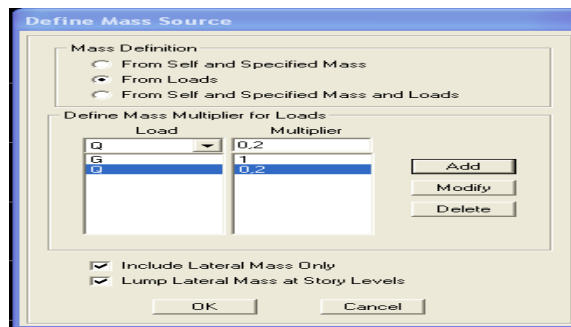 Define Mass Source
Mass Definition
From Self and Specified Mass
From Loads
From Self and Specified Mass and Loads
Define Mass Multiplier for Loads
Load Multiplier
Q 0,2
G 1
Q 0,2
Add
Modify
Delete
Include Lateral Mass Only
Lump Lateral Mass at Story Levels
OK Cancel